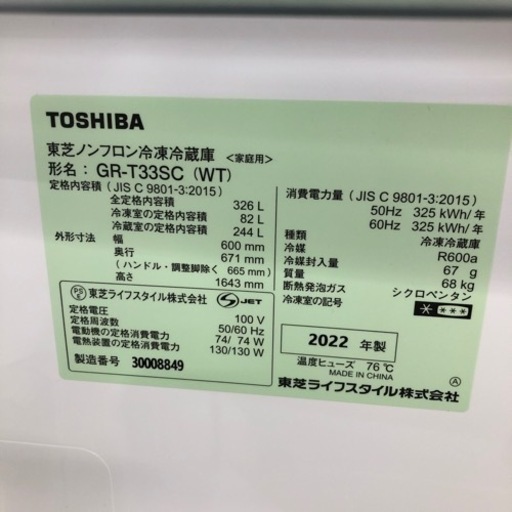 TOSHIBA
東芝ノンフロン冷凍冷蔵庫 <家庭用>
形名：GR-T33SC (WT)
定格内容積 (JIS C 9801-3:2015)
全定格内容積 326 L
冷凍室の定格内容積 82 L
冷蔵室の定格内容積 244 L
外形寸法 幅 600 mm
奥行 671 mm
(ハンドル・調整脚除く 665 mm)
高さ 1643 mm
PS E 東芝ライフスタイル株式会社 S JET
定格電圧 100 V
定格周波数 50/60 Hz
電動機の定格消費電力 74/ 74 W
電熱装置の定格消費電力 130/130 W
製造番号 30008849
消費電力量 (JIS C 9801-3:2015)
50Hz 325 kWh/年
60Hz 325 kWh/年
種類 冷凍冷蔵庫
冷媒 R600a
冷媒封入量 67 g
質量 68 kg
断熱発泡ガス シクロペンタン
冷凍室の記号
2022 年製
温度ヒューズ 76℃
MADE IN CHINA
東芝ライフスタイル株式会社
A